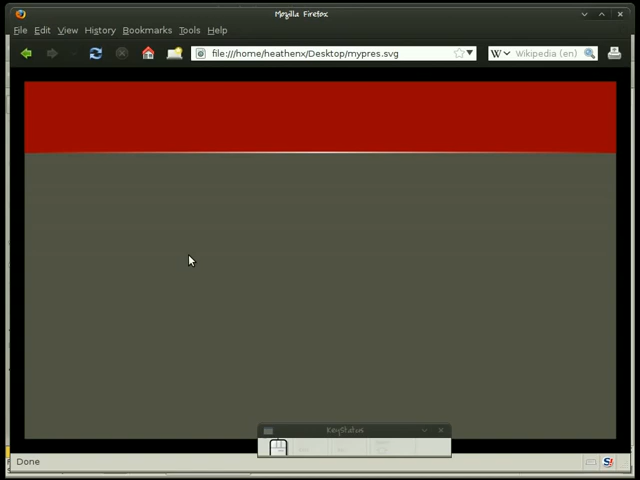 Mozilla Firefox
File Edit View History Bookmarks Tools Help
file:///home/heathenx/Desktop/mypres.svg
W Wikipedia (en)
KeyStatus
Done